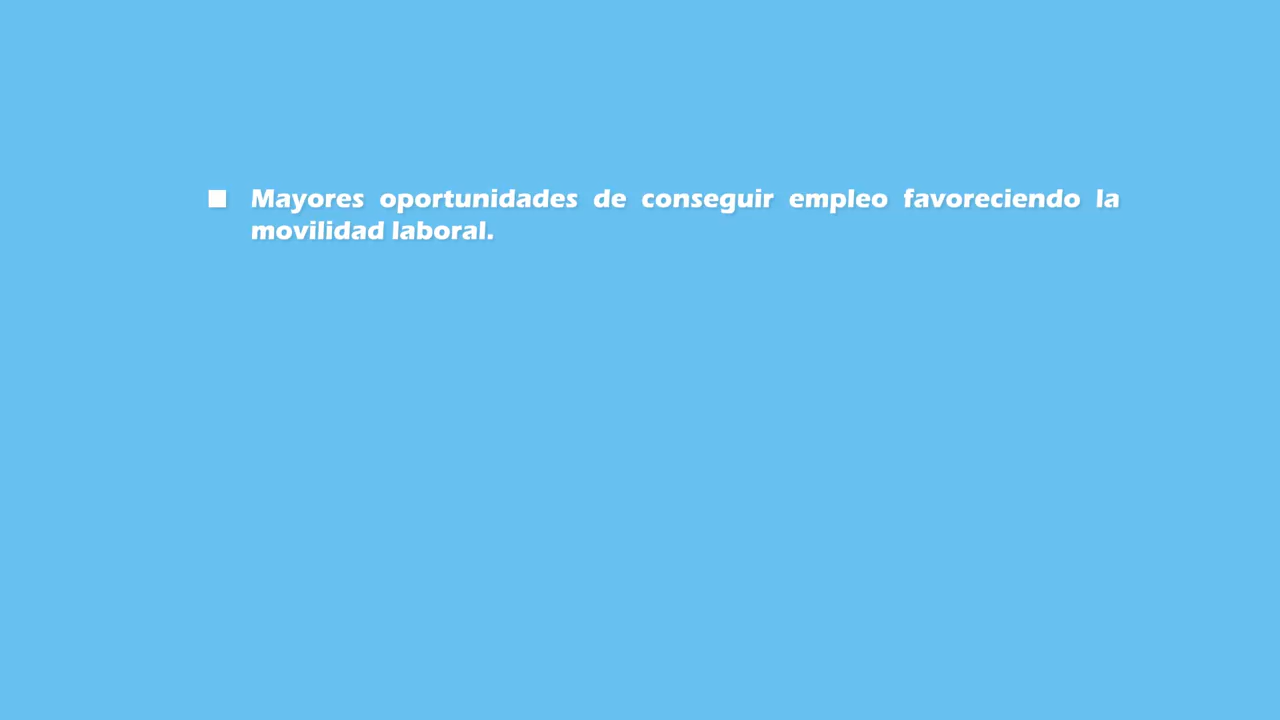 ■ Mayores oportunidades de conseguir empleo favoreciendo la
movilidad laboral.